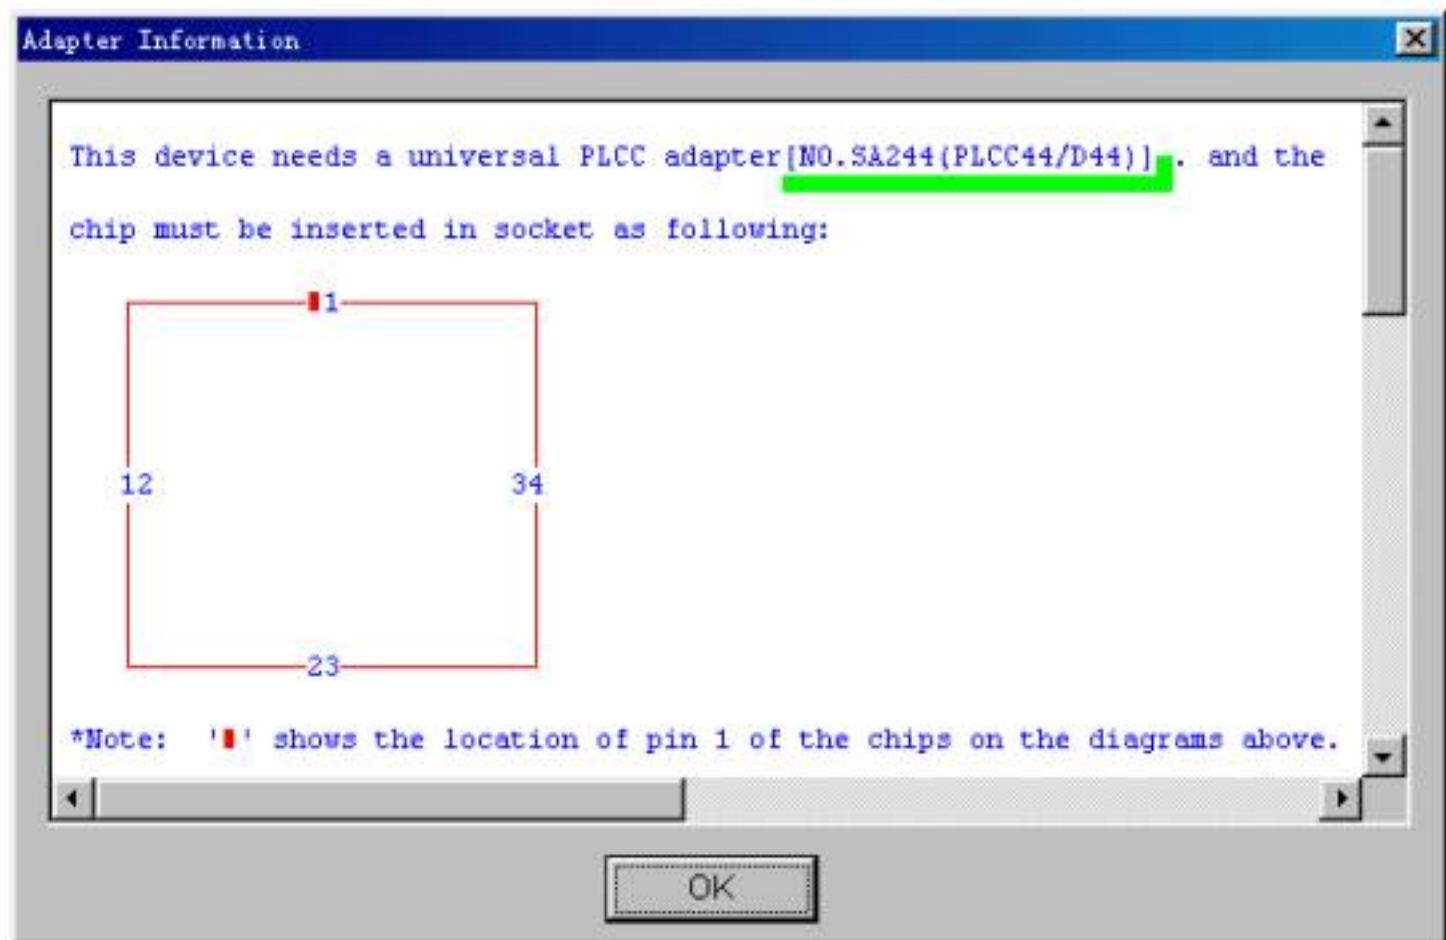 Adapter Information
This device needs a universal PLCC adapter[NO.SA244(PLCC44/D44)] . and the
chip must be inserted in socket as following:
1
12 34
23
*Note: '▮' shows the location of pin 1 of the chips on the diagrams above.
OK